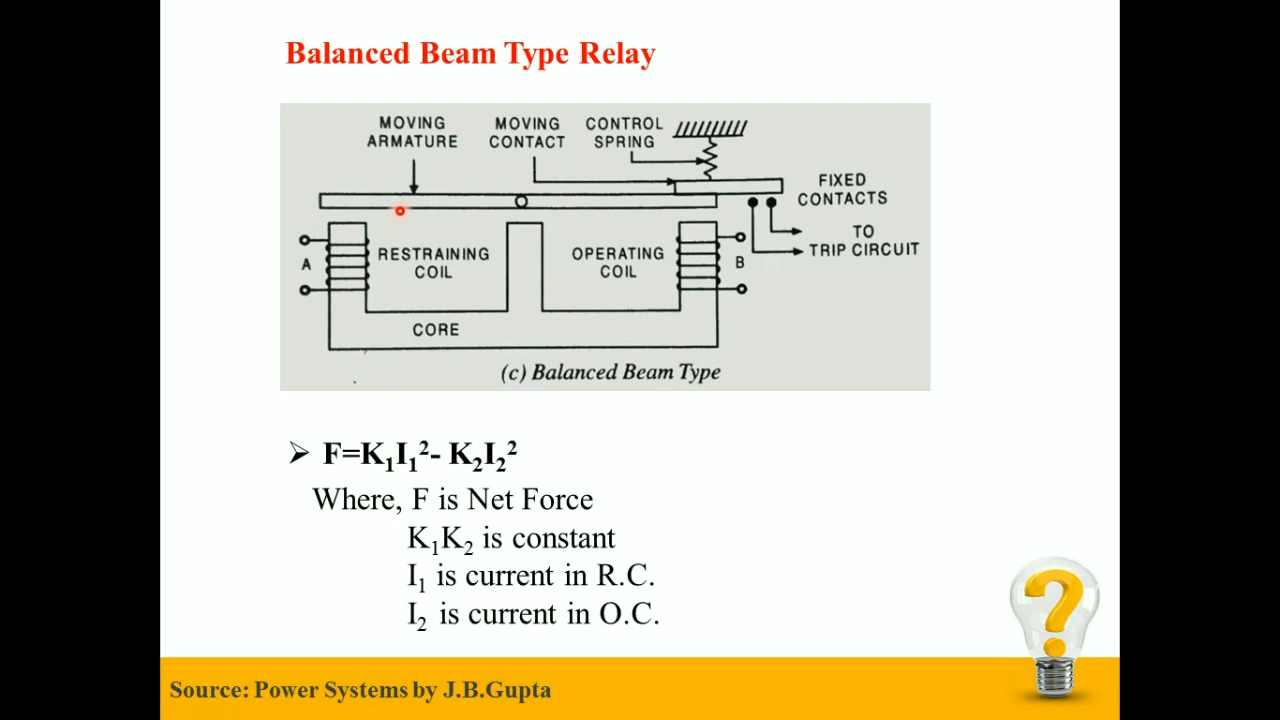 Balanced Beam Type Relay
MOVING ARMATURE
MOVING CONTACT
CONTROL SPRING
FIXED CONTACTS
TO TRIP CIRCUIT
A
RESTRAINING COIL
OPERATING COIL
B
CORE
(c) Balanced Beam Type
➢ F=K₁I₁²- K₂I₂²
Where, F is Net Force
K₁K₂ is constant
I₁ is current in R.C.
I₂ is current in O.C.
?
Source: Power Systems by J.B.Gupta